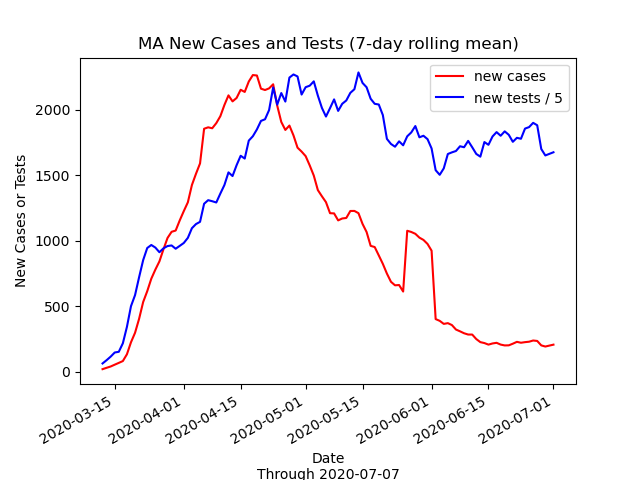 MA New Cases and Tests (7-day rolling mean)
new cases
new tests / 5
New Cases or Tests
2000
1500
1000
500
0
2020-03-15
2020-04-01
2020-04-15
2020-05-01
2020-05-15
2020-06-01
2020-06-15
2020-07-01
Date
Through 2020-07-07